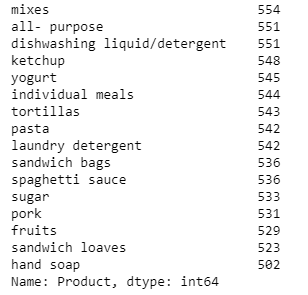 mixes 554
all- purpose 551
dishwashing liquid/detergent 551
ketchup 548
yogurt 545
individual meals 544
tortillas 543
pasta 542
laundry detergent 542
sandwich bags 536
spaghetti sauce 536
sugar 533
pork 531
fruits 529
sandwich loaves 523
hand soap 502
Name: Product, dtype: int64